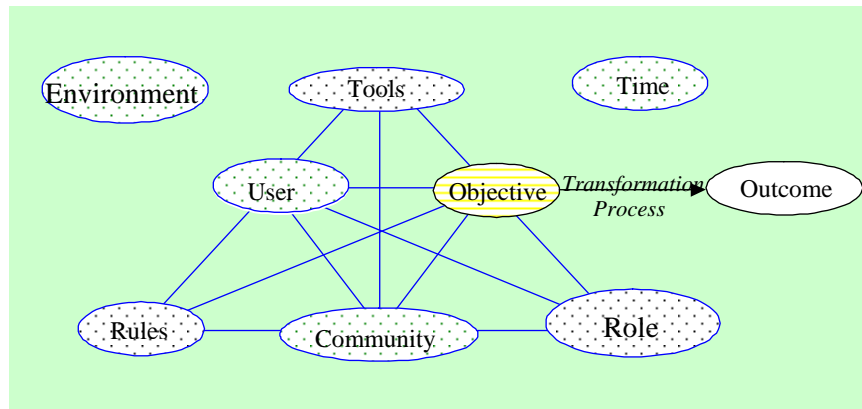 Environment
Tools
Time
User
Objective
Transformation
Process
Outcome
Rules
Community
Role